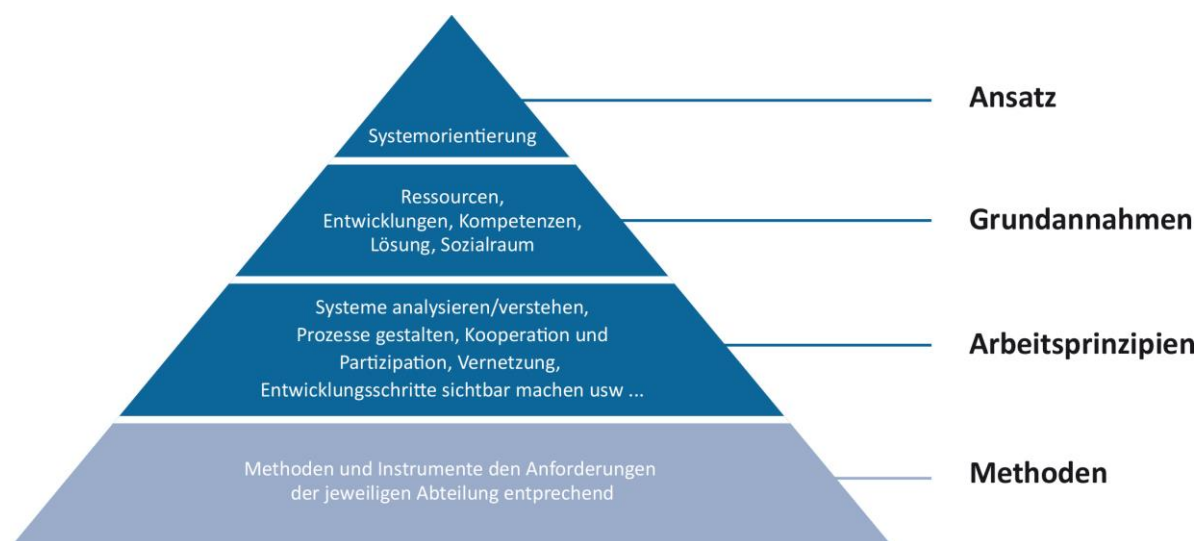 Systemorientierung
Ansatz
Ressourcen,
Entwicklungen, Kompetenzen,
Lösung, Sozialraum
Grundannahmen
Systeme analysieren/verstehen,
Prozesse gestalten, Kooperation und
Partizipation, Vernetzung,
Entwicklungsschritte sichtbar machen usw ...
Arbeitsprinzipien
Methoden und Instrumente den Anforderungen
der jeweiligen Abteilung entprechend
Methoden